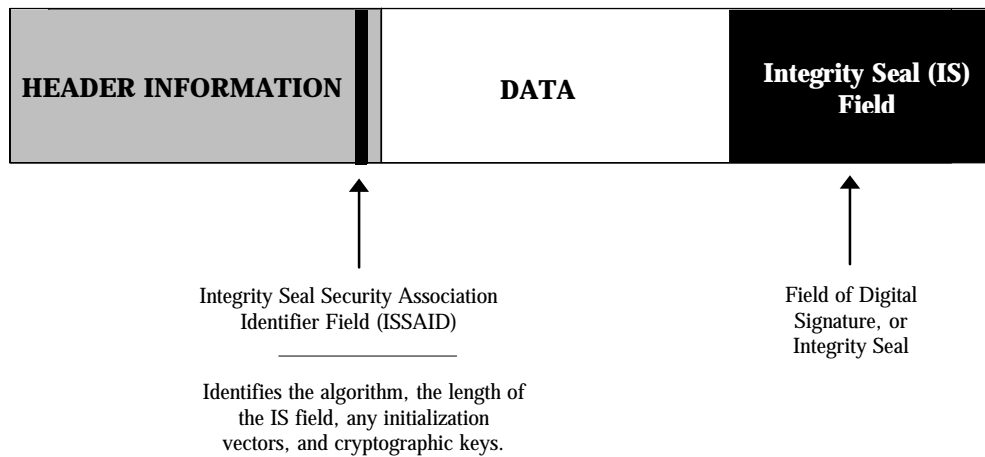 HEADER INFORMATION
DATA
Integrity Seal (IS)
Field
Integrity Seal Security Association
Identifier Field (ISSAID)
Identifies the algorithm, the length of
the IS field, any initialization
vectors, and cryptographic keys.
Field of Digital
Signature, or
Integrity Seal